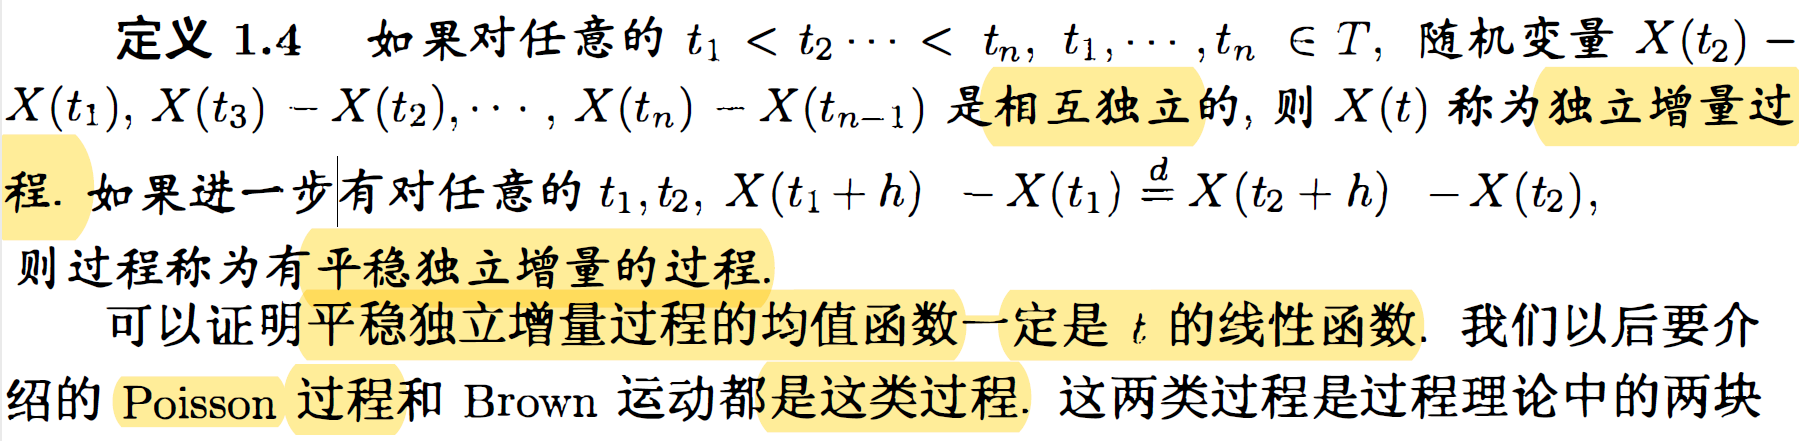 定义 1.4 如果对任意的 t₁ < t₂ ⋯ < tₙ, t₁, ⋯ , tₙ ∈ T, 随机变量 X(t₂) −
X(t₁), X(t₃) − X(t₂), ⋯ , X(tₙ) − X(tₙ₋₁) 是相互独立的, 则 X(t) 称为独立增量过
程. 如果进一步有对任意的 t₁, t₂, X(t₁ + h) − X(t₁) =ᵈ X(t₂ + h) − X(t₂),
则过程称为有平稳独立增量的过程.
可以证明平稳独立增量过程的均值函数一定是 t 的线性函数. 我们以后要介
绍的 Poisson 过程和 Brown 运动都是这类过程. 这两类过程是过程理论中的两块